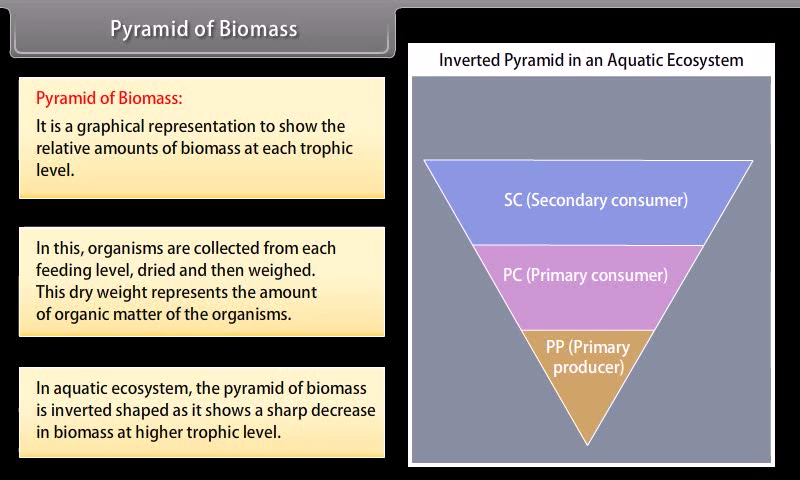 Pyramid of Biomass
Inverted Pyramid in an Aquatic Ecosystem
Pyramid of Biomass:
It is a graphical representation to show the
relative amounts of biomass at each trophic
level.
In this, organisms are collected from each
feeding level, dried and then weighed.
This dry weight represents the amount
of organic matter of the organisms.
In aquatic ecosystem, the pyramid of biomass
is inverted shaped as it shows a sharp decrease
in biomass at higher trophic level.
SC (Secondary consumer)
PC (Primary consumer)
PP (Primary
producer)